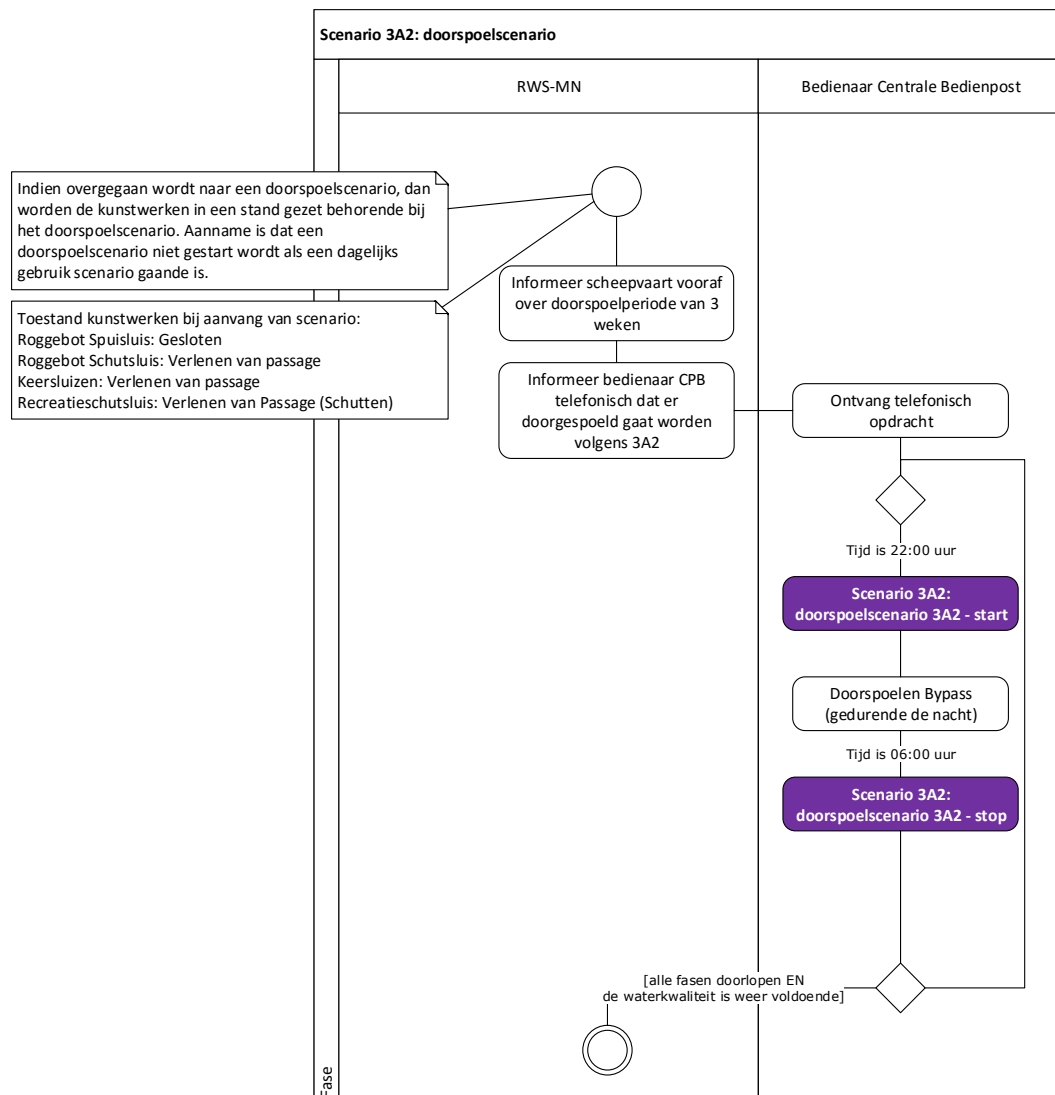 Scenario 3A2: doorspoelscenario
RWS-MN
Bedienaar Centrale Bedienpost
Indien overgegaan wordt naar een doorspoelscenario, dan
worden de kunstwerken in een stand gezet behorende bij
het doorspoelscenario. Aanname is dat een
doorspoelscenario niet gestart wordt als een dagelijks
gebruik scenario gaande is.
Toestand kunstwerken bij aanvang van scenario:
Roggebot Spuisluis: Gesloten
Roggebot Schutsluis: Verlenen van passage
Keersluizen: Verlenen van passage
Recreatieschutsluis: Verlenen van Passage (Schutten)
Informeer scheepvaart vooraf
over doorspoelperiode van 3
weken
Informeer bedienaar CPB
telefonisch dat er
doorgespoeld gaat worden
volgens 3A2
Ontvang telefonisch
opdracht
Tijd is 22:00 uur
Scenario 3A2:
doorspoelscenario 3A2 - start
Doorspoelen Bypass
(gedurende de nacht)
Tijd is 06:00 uur
Scenario 3A2:
doorspoelscenario 3A2 - stop
[alle fasen doorlopen EN
de waterkwaliteit is weer voldoende]
Fase